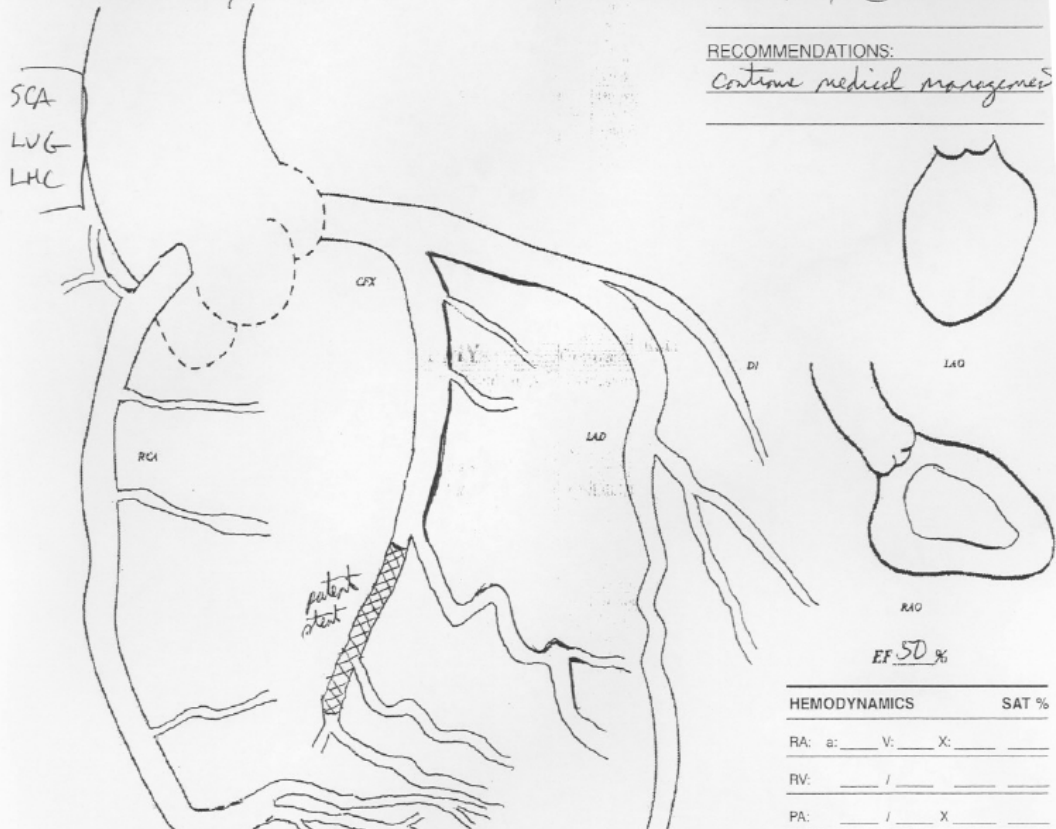 RECOMMENDATIONS:
Continue medical management
SCA
LVG
LHC
CFX
DI
LAO
LAD
RCA
patent
stent
RAO
EF 50 %
HEMODYNAMICS SAT %
RA: a: V: X:
RV: /
PA: / X